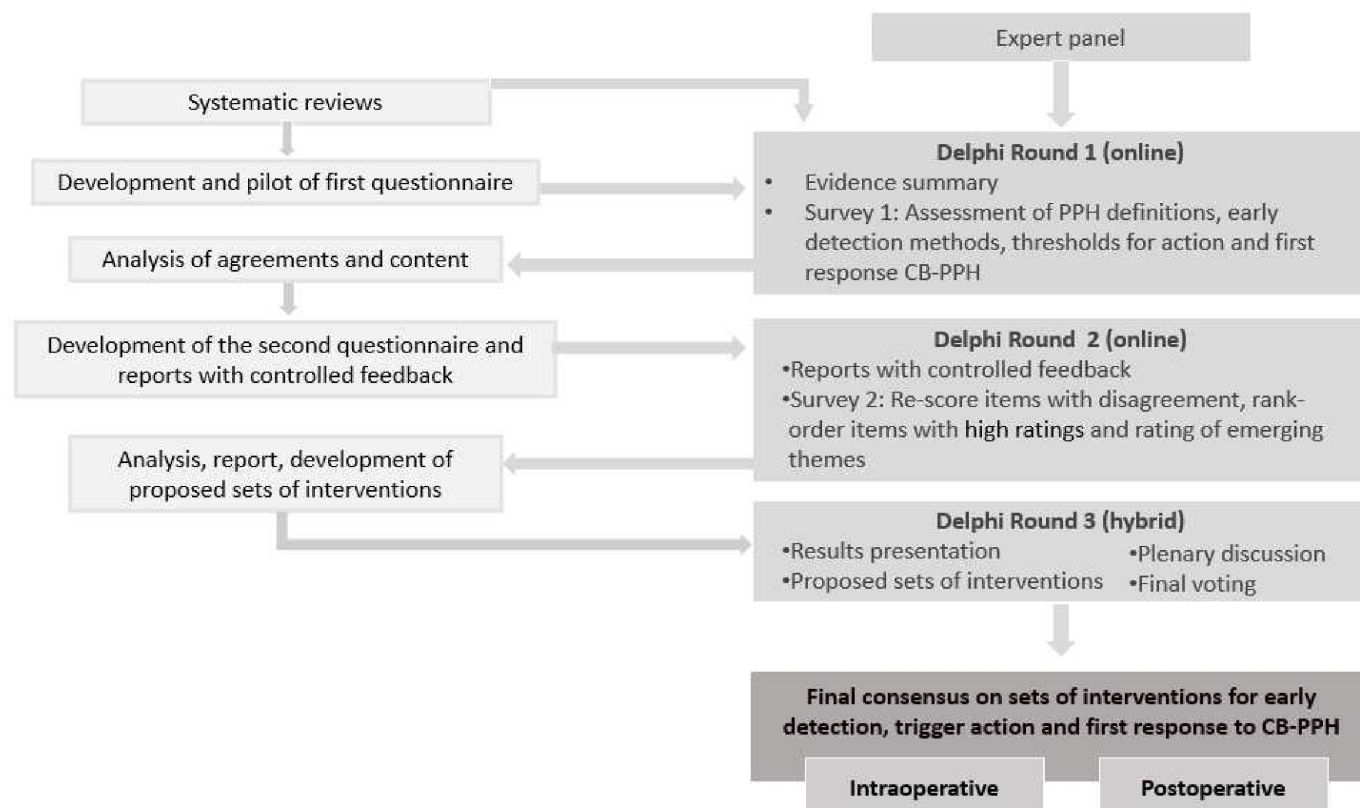 Expert panel
Systematic reviews
Development and pilot of first questionnaire
Delphi Round 1 (online)
• Evidence summary
• Survey 1: Assessment of PPH definitions, early
detection methods, thresholds for action and first
response CB-PPH
Analysis of agreements and content
Development of the second questionnaire and
reports with controlled feedback
Delphi Round 2 (online)
•Reports with controlled feedback
•Survey 2: Re-score items with disagreement, rank-
order items with high ratings and rating of emerging
themes
Analysis, report, development of
proposed sets of interventions
Delphi Round 3 (hybrid)
•Results presentation
•Proposed sets of interventions
•Plenary discussion
•Final voting
Final consensus on sets of interventions for early
detection, trigger action and first response to CB-PPH
Intraoperative
Postoperative